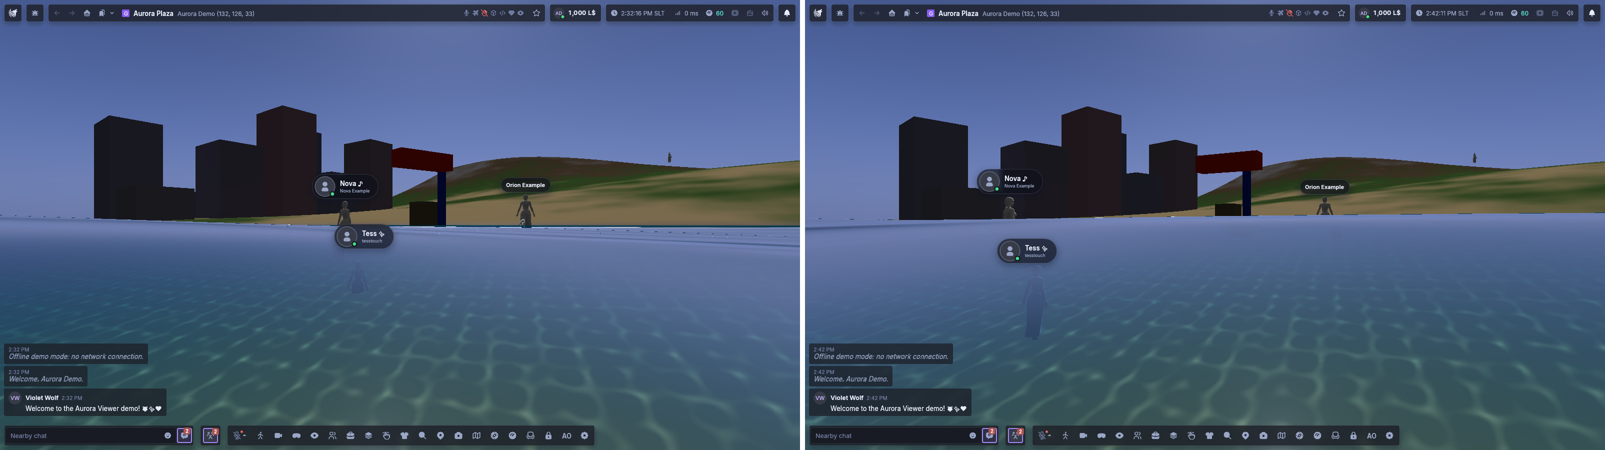 Aurora Plaza Aurora Demo (132, 128, 33)
AD 1,000 L$
2:32:16 PM SLT 0 ms 60
Nova ♪
Nova Example
Orion Example
Tess
tesstouch
2:32 PM
Offline demo mode: no network connection.
2:32 PM
Welcome, Aurora Demo.
VW Violet Wolf 2:32 PM
Welcome to the Aurora Viewer demo!
Nearby chat
AO
Aurora Plaza Aurora Demo (132, 128, 33)
AD 1,000 L$
2:42:11 PM SLT 0 ms 60
Nova ♪
Nova Example
Orion Example
Tess
tesstouch
2:42 PM
Offline demo mode: no network connection.
2:42 PM
Welcome, Aurora Demo.
VW Violet Wolf 2:42 PM
Welcome to the Aurora Viewer demo!
Nearby chat
AO